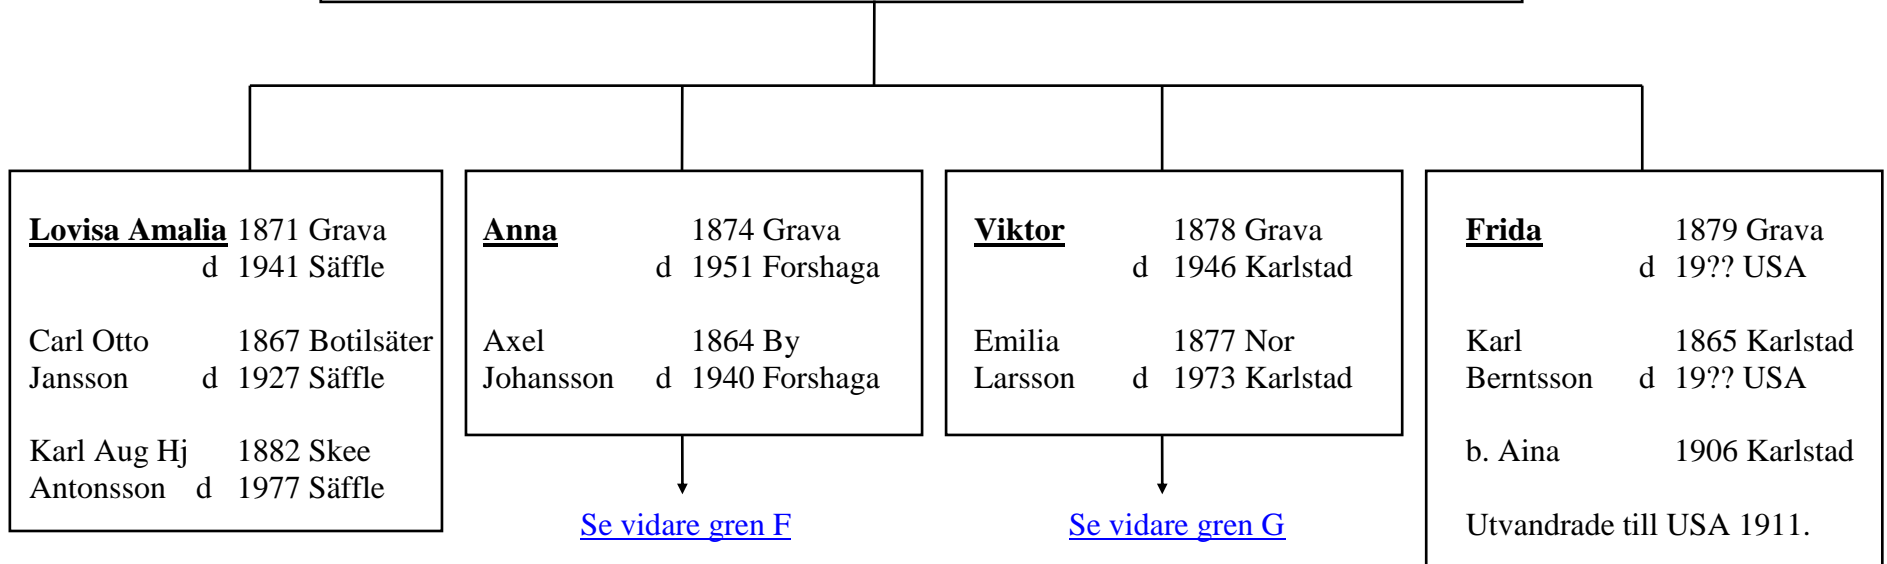 Lovisa Amalia 1871 Grava
d 1941 Säffle
Carl Otto 1867 Botilsäter
Jansson d 1927 Säffle
Karl Aug Hj 1882 Skee
Antonsson d 1977 Säffle
Anna 1874 Grava
d 1951 Forshaga
Axel 1864 By
Johansson d 1940 Forshaga
Se vidare gren F
Viktor 1878 Grava
d 1946 Karlstad
Emilia 1877 Nor
Larsson d 1973 Karlstad
Se vidare gren G
Frida 1879 Grava
d 19?? USA
Karl 1865 Karlstad
Berntsson d 19?? USA
b. Aina 1906 Karlstad
Utvandrade till USA 1911.